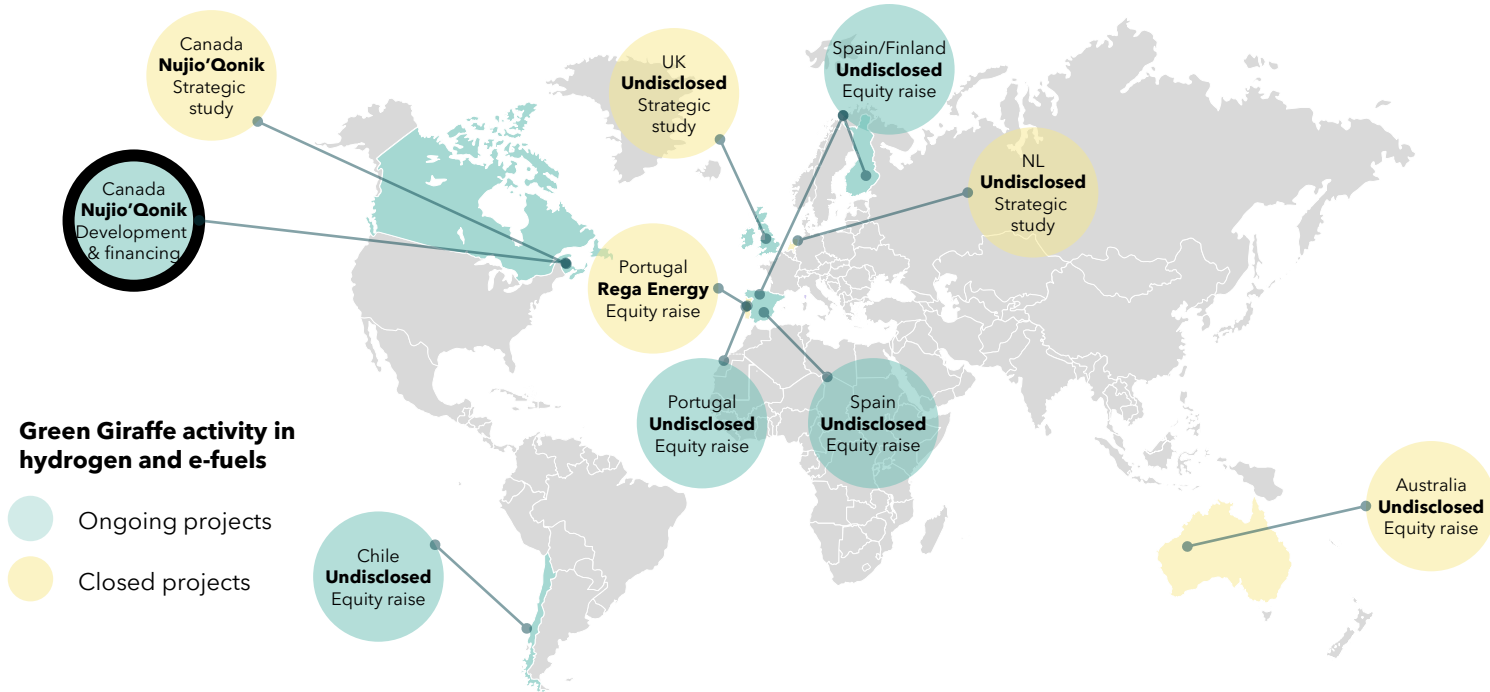 Canada
Nujio’Qonik
Strategic
study
UK
Undisclosed
Strategic
study
Spain/Finland
Undisclosed
Equity raise
NL
Undisclosed
Strategic
study
Canada
Nujio’Qonik
Development
& financing
Portugal
Rega Energy
Equity raise
Portugal
Undisclosed
Equity raise
Spain
Undisclosed
Equity raise
Green Giraffe activity in
hydrogen and e-fuels
Ongoing projects
Closed projects
Chile
Undisclosed
Equity raise
Australia
Undisclosed
Equity raise